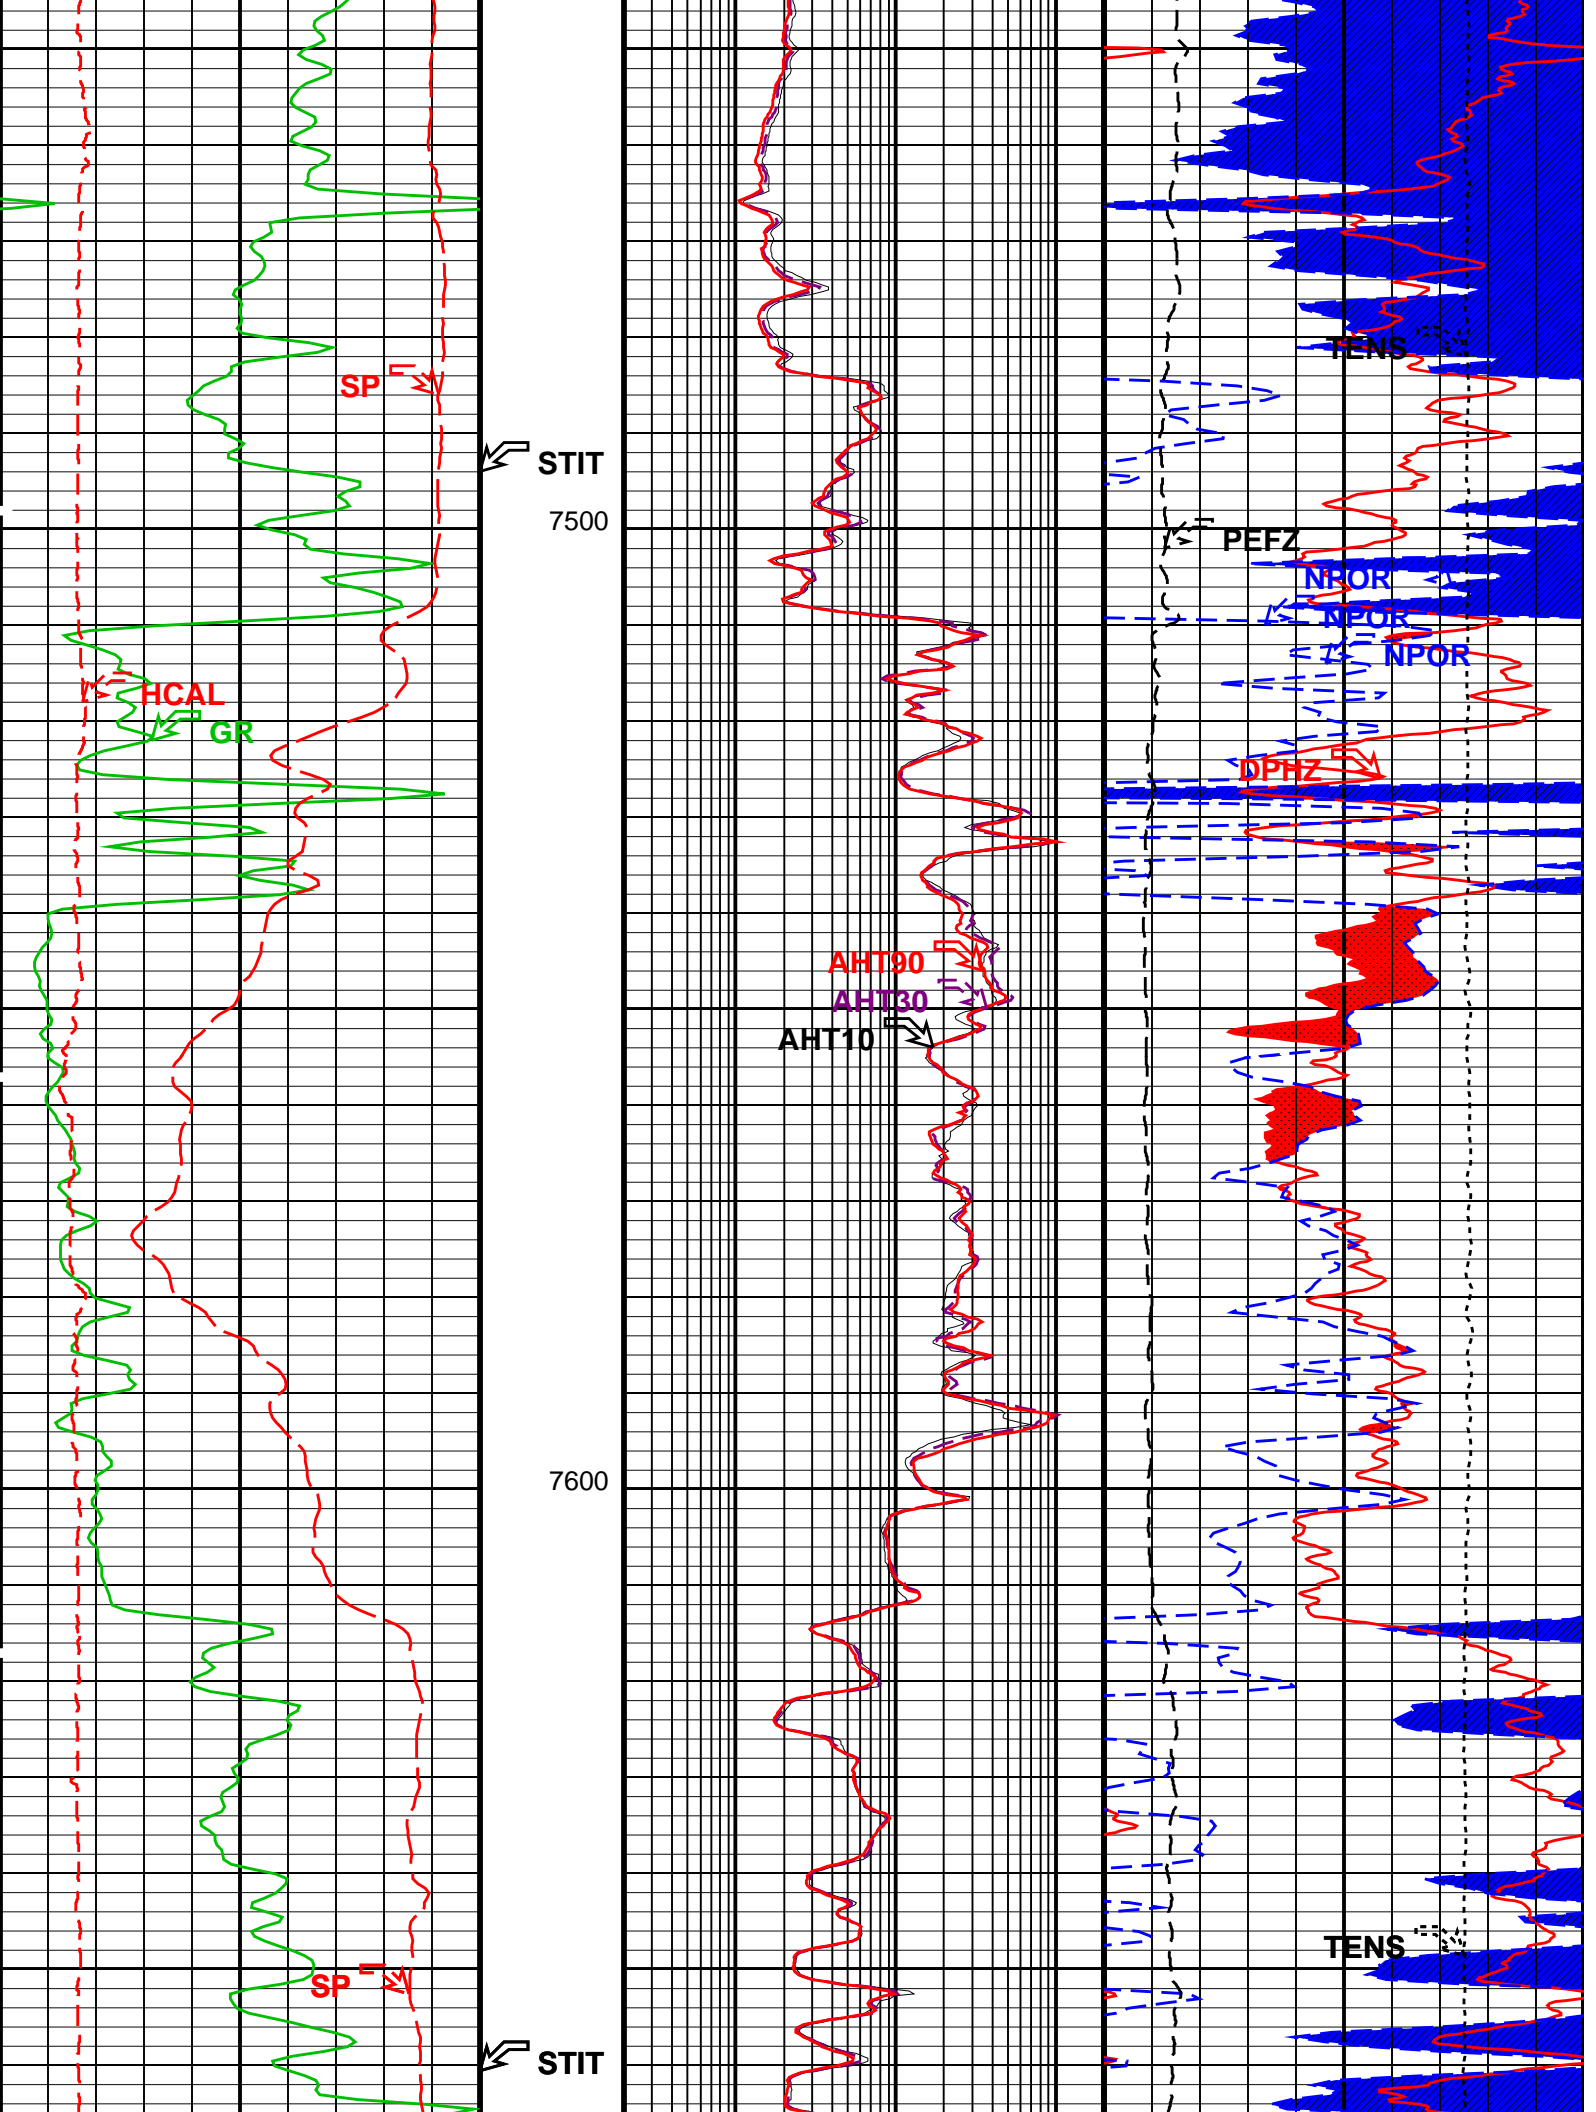 TENS
SP
STIT
7500
PEFZ
NPOR
NPOR
NPOR
HCAL
GR
DPHZ
AHT90
AHT30
AHT10
7600
TENS
SP
STIT